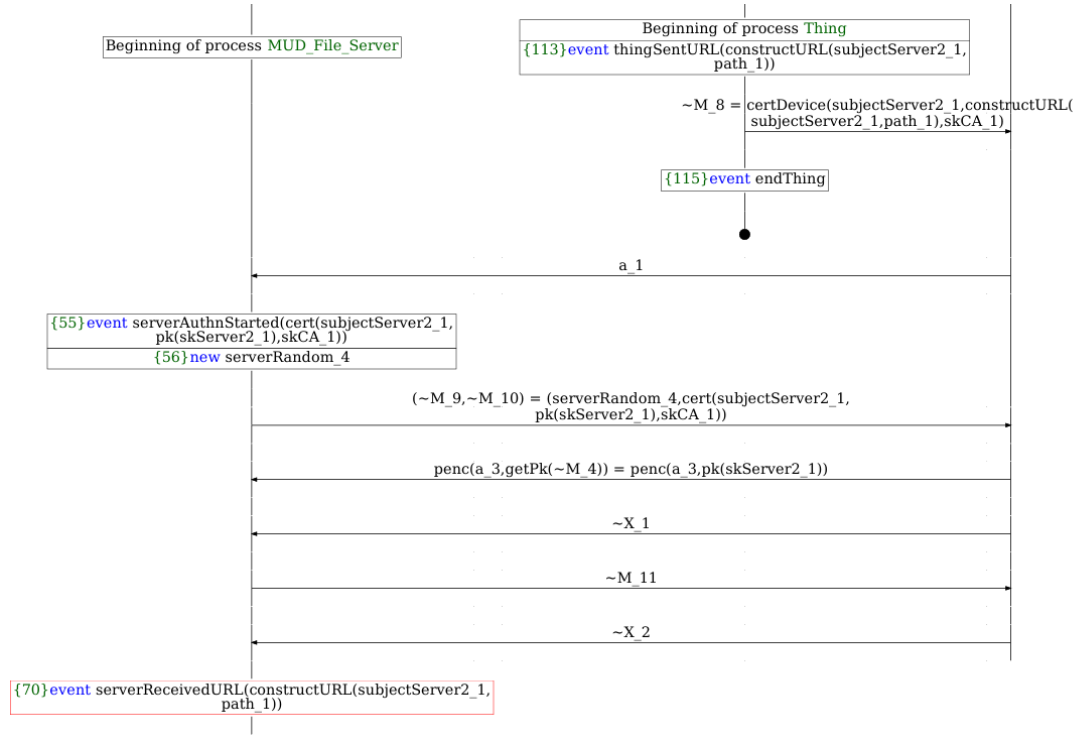 Beginning of process Thing
Beginning of process MUD_File_Server
{113}event thingSentURL(constructURL(subjectServer2_1,
path_1))
~M_8 = certDevice(subjectServer2_1,constructURL(
subjectServer2_1,path_1),skCA_1)
{115}event endThing
a_1
{55}event serverAuthnStarted(cert(subjectServer2_1,
pk(skServer2_1),skCA_1))
{56}new serverRandom_4
(~M_9,~M_10) = (serverRandom_4,cert(subjectServer2_1,
pk(skServer2_1),skCA_1))
penc(a_3,getPk(~M_4)) = penc(a_3,pk(skServer2_1))
~X_1
~M_11
~X_2
{70}event serverReceivedURL(constructURL(subjectServer2_1,
path_1))